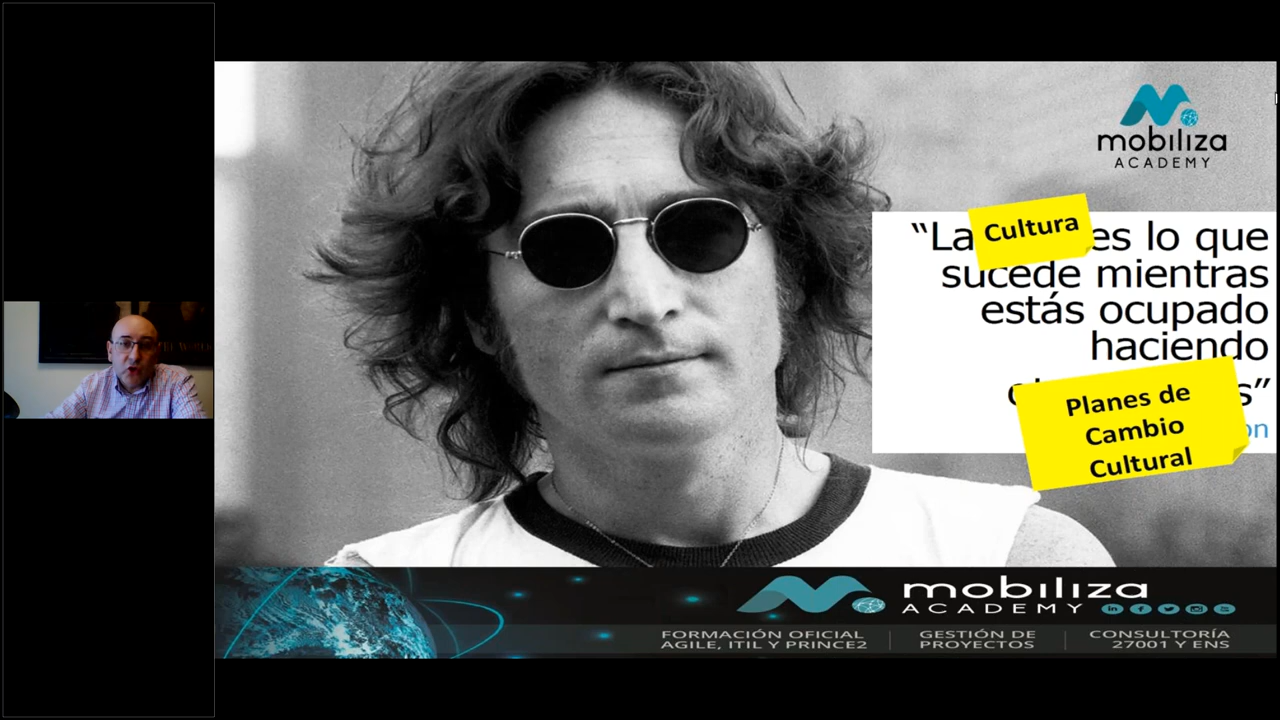 mobiliza
ACADEMY
“La Cultura es lo que
sucede mientras
estás ocupado
haciendo
s”
Planes de
Cambio
Cultural
on
mobiliza
ACADEMY
FORMACIÓN OFICIAL
AGILE, ITIL Y PRINCE2
GESTIÓN DE
PROYECTOS
CONSULTORÍA
27001 Y ENS